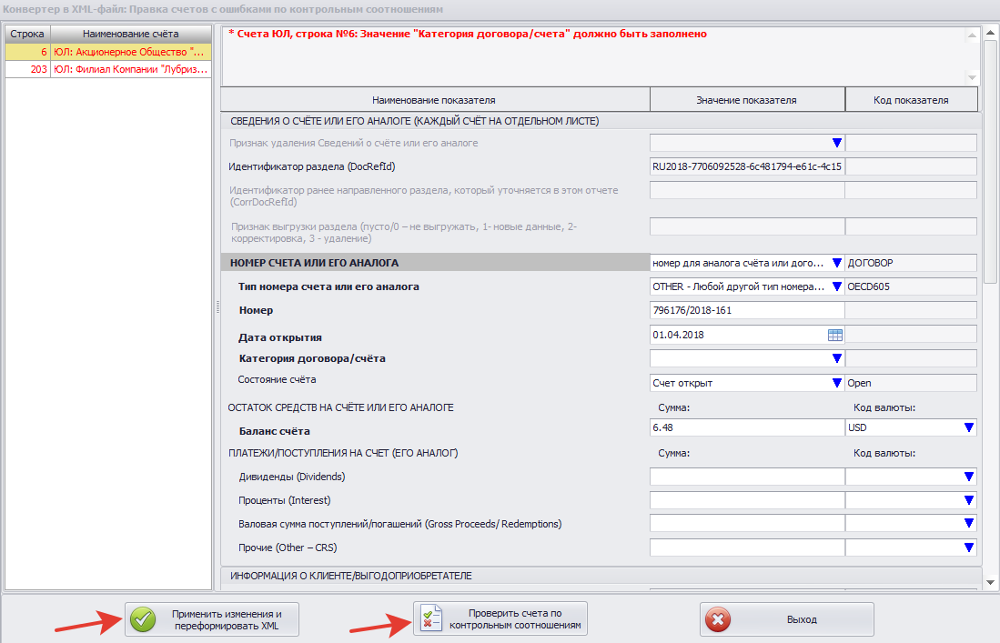 Конвертер в XML-файл: Правка счетов с ошибками по контрольным соотношениям
Строка Наименование счёта
6 ЮЛ: Акционерное Общество "...
203 ЮЛ: Филиал Компании "Лубриз...
* Счета ЮЛ, строка №6: Значение "Категория договора/счета" должно быть заполнено
Наименование показателя Значение показателя Код показателя
СВЕДЕНИЯ О СЧЁТЕ ИЛИ ЕГО АНАЛОГЕ (КАЖДЫЙ СЧЁТ НА ОТДЕЛЬНОМ ЛИСТЕ)
Признак удаления Сведений о счёте или его аналоге
Идентификатор раздела (DocRefId) RU2018-7706092528-6c481794-e61c-4c15
Идентификатор ранее направленного раздела, который уточняется в этом отчете
(CorrDocRefId)
Признак выгрузки раздела (пусто/0 – не выгружать, 1- новые данные, 2-
корректировка, 3 - удаление)
НОМЕР СЧЕТА ИЛИ ЕГО АНАЛОГА номер для аналога счёта или дого... ДОГОВОР
Тип номера счета или его аналога OTHER - Любой другой тип номера... OECD605
Номер 796176/2018-161
Дата открытия 01.04.2018
Категория договора/счёта
Состояние счёта Счет открыт Open
ОСТАТОК СРЕДСТВ НА СЧЁТЕ ИЛИ ЕГО АНАЛОГЕ Сумма: Код валюты:
Баланс счёта 6.48 USD
ПЛАТЕЖИ/ПОСТУПЛЕНИЯ НА СЧЕТ (ЕГО АНАЛОГ) Сумма: Код валюты:
Дивиденды (Dividends)
Проценты (Interest)
Валовая сумма поступлений/погашений (Gross Proceeds/ Redemptions)
Прочие (Other – CRS)
ИНФОРМАЦИЯ О КЛИЕНТЕ/ВЫГОДОПРИОБРЕТАТЕЛЕ
Применить изменения и
переформировать XML
Проверить счета по
контрольным соотношениям
Выход